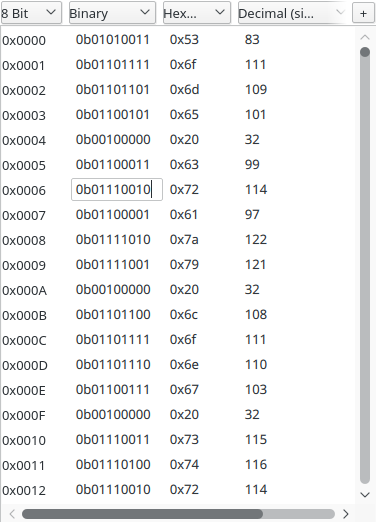 8 Bit Binary Hex... Decimal (si... +
0x0000 0b01010011 0x53 83
0x0001 0b01101111 0x6f 111
0x0002 0b01101101 0x6d 109
0x0003 0b01100101 0x65 101
0x0004 0b00100000 0x20 32
0x0005 0b01100011 0x63 99
0x0006 0b01110010 0x72 114
0x0007 0b01100001 0x61 97
0x0008 0b01111010 0x7a 122
0x0009 0b01111001 0x79 121
0x000A 0b00100000 0x20 32
0x000B 0b01101100 0x6c 108
0x000C 0b01101111 0x6f 111
0x000D 0b01101110 0x6e 110
0x000E 0b01100111 0x67 103
0x000F 0b00100000 0x20 32
0x0010 0b01110011 0x73 115
0x0011 0b01110100 0x74 116
0x0012 0b01110010 0x72 114